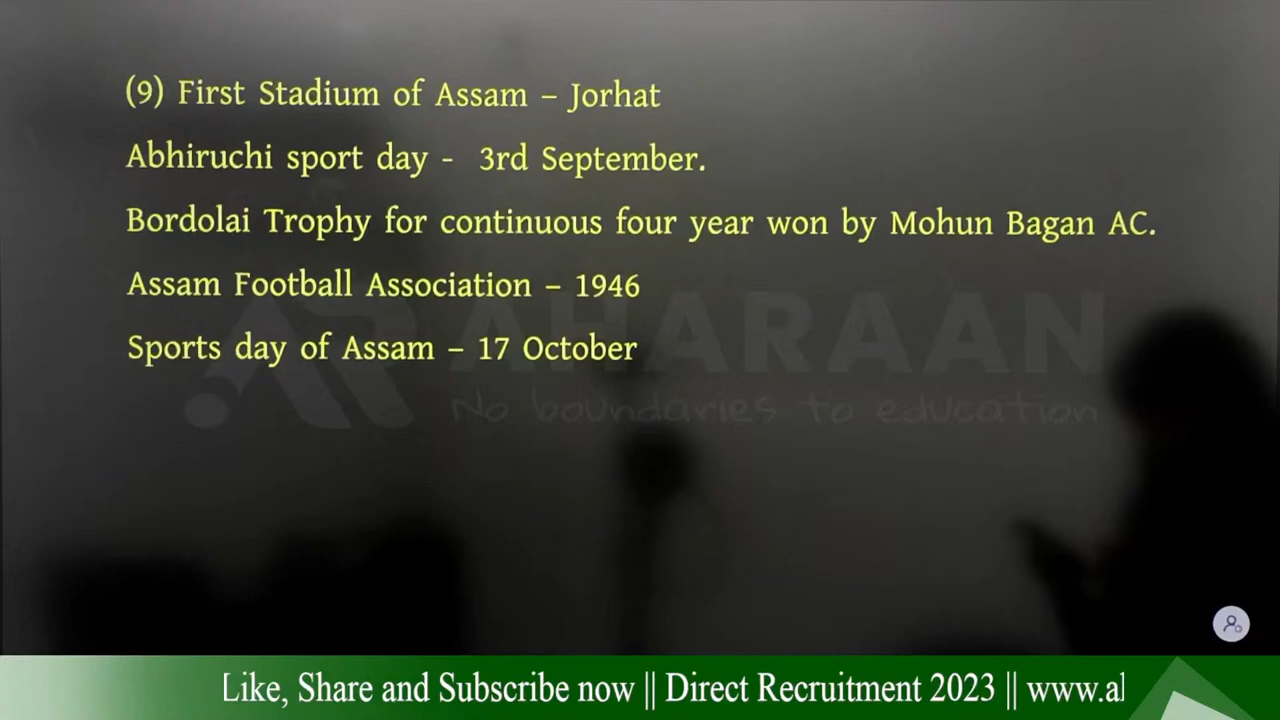 (9) First Stadium of Assam – Jorhat
Abhiruchi sport day - 3rd September.
Bordolai Trophy for continuous four year won by Mohun Bagan AC.
Assam Football Association – 1946
Sports day of Assam – 17 October
AHARAAN
No boundaries to education
Like, Share and Subscribe now || Direct Recruitment 2023 || www.al